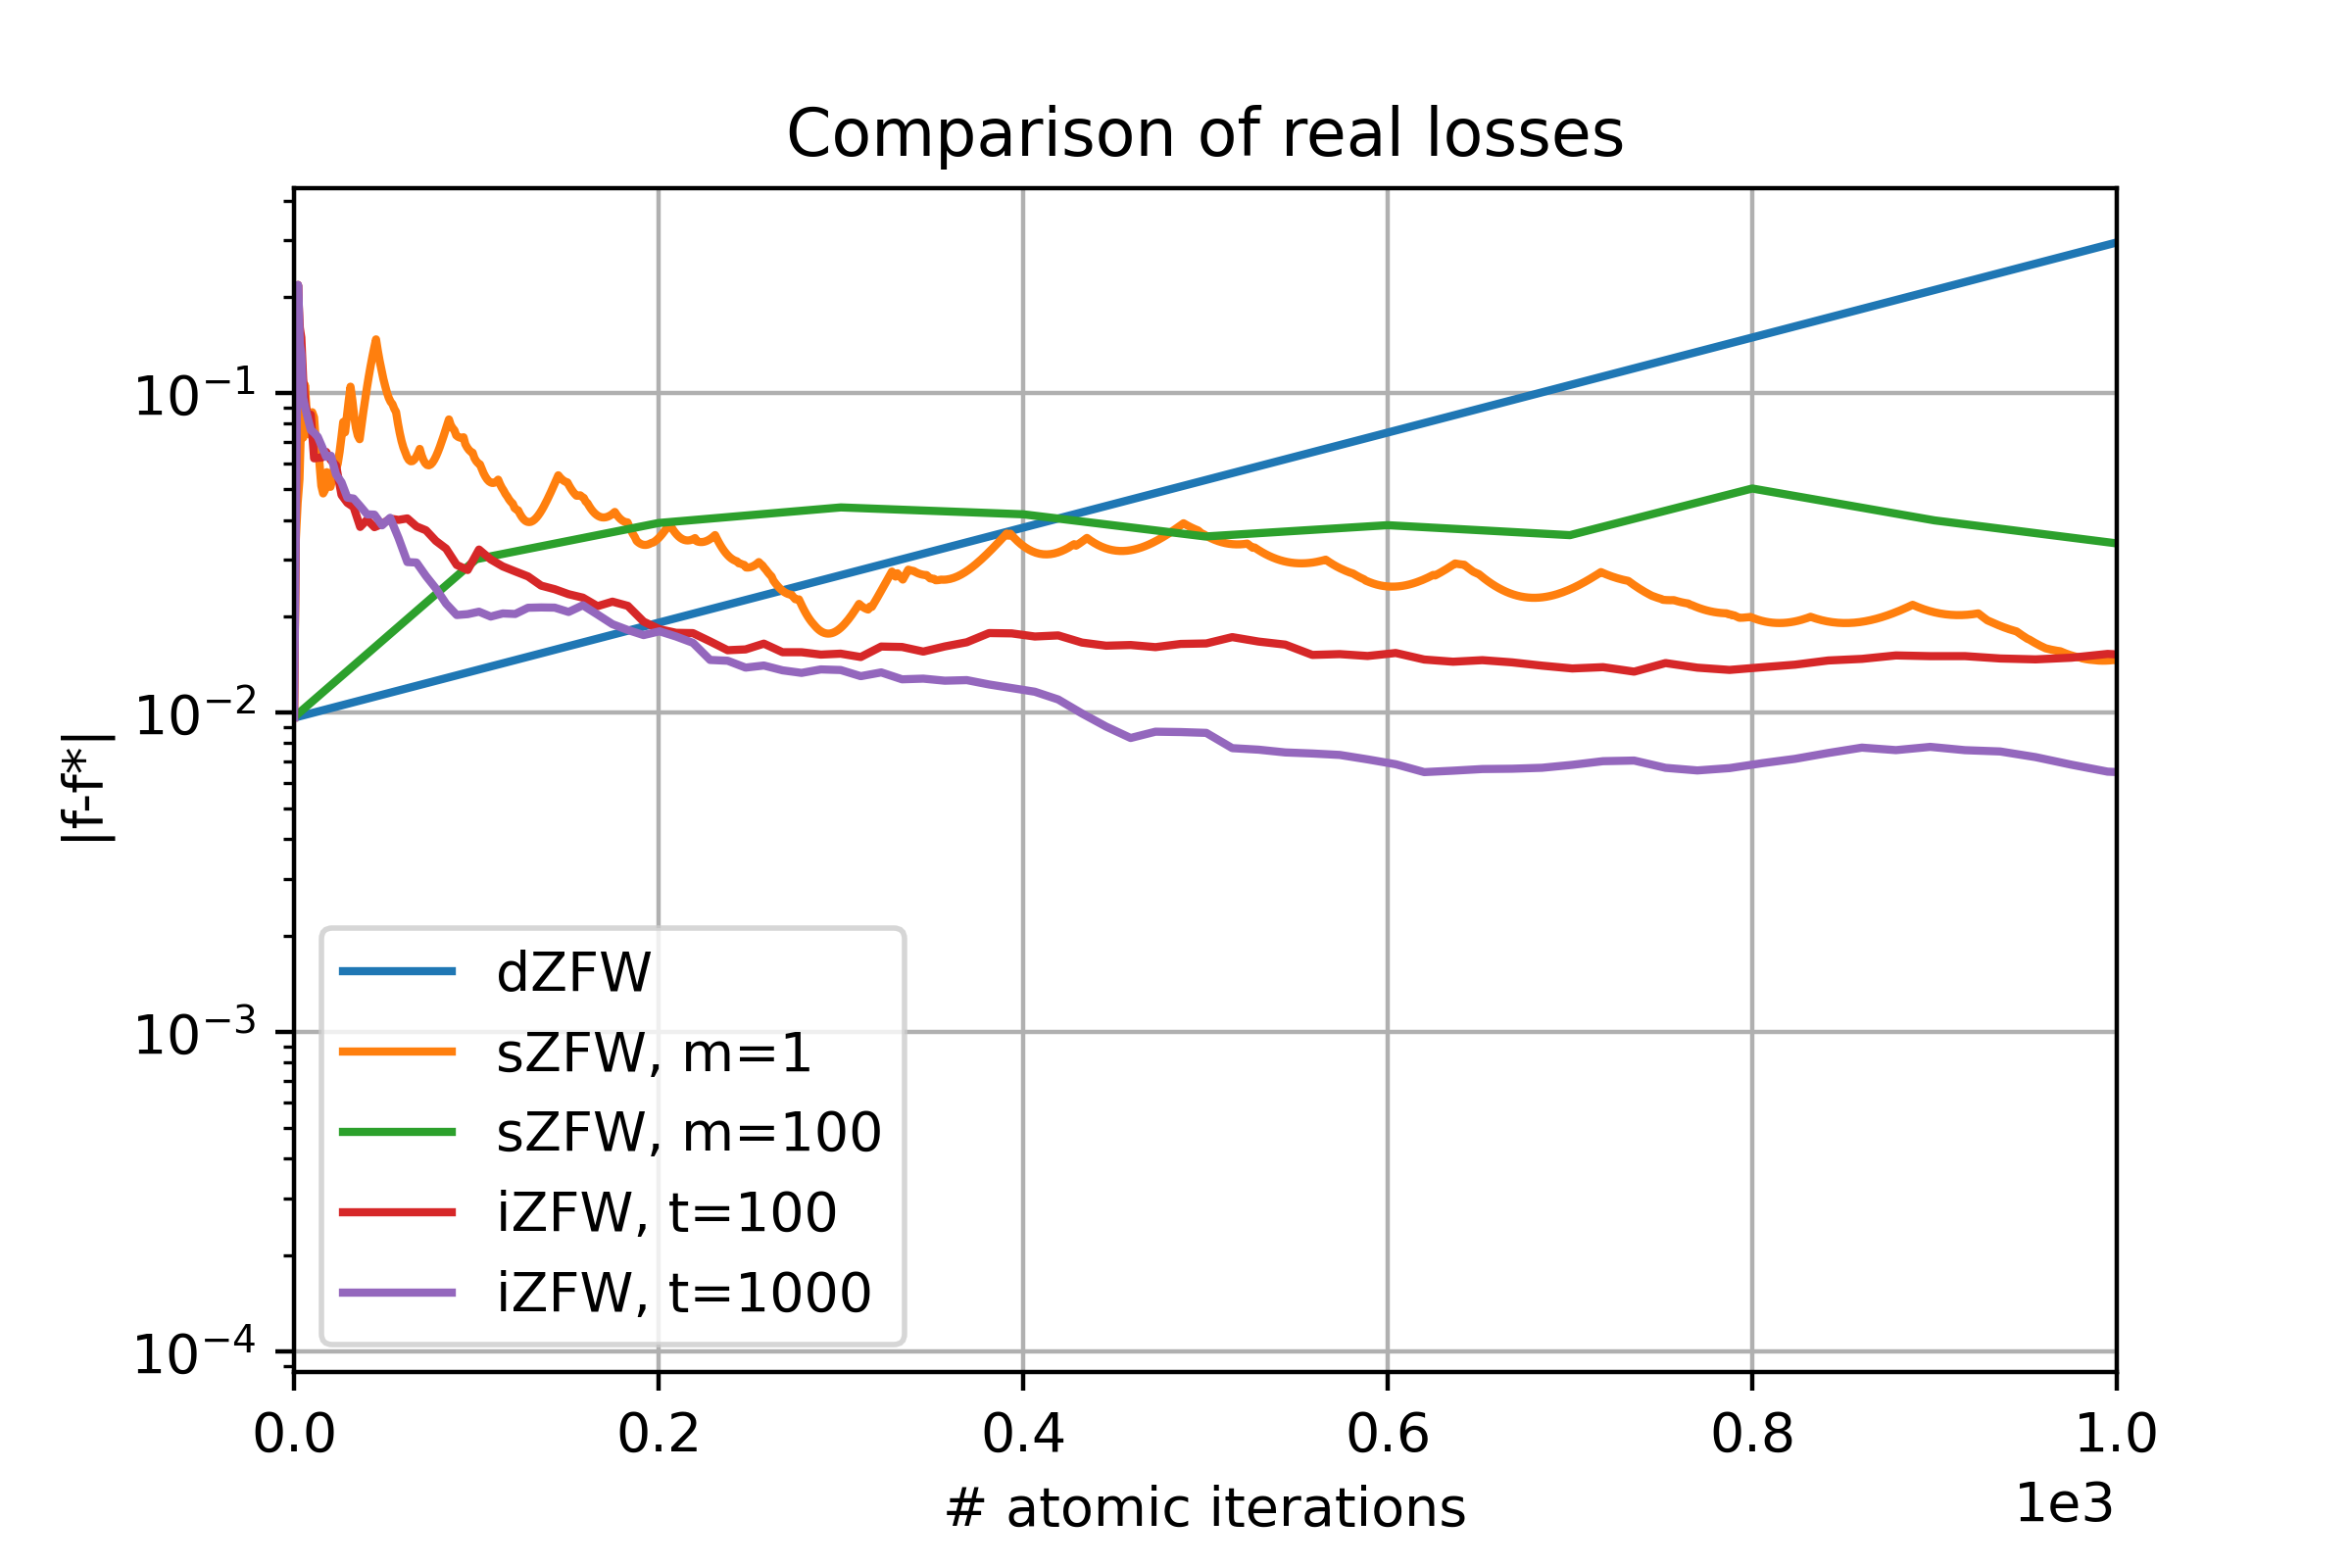 Comparison of real losses
|f-f*|
10⁻¹
10⁻²
10⁻³
10⁻⁴
dZFW
sZFW, m=1
sZFW, m=100
iZFW, t=100
iZFW, t=1000
0.0 0.2 0.4 0.6 0.8 1.0
1e3
# atomic iterations